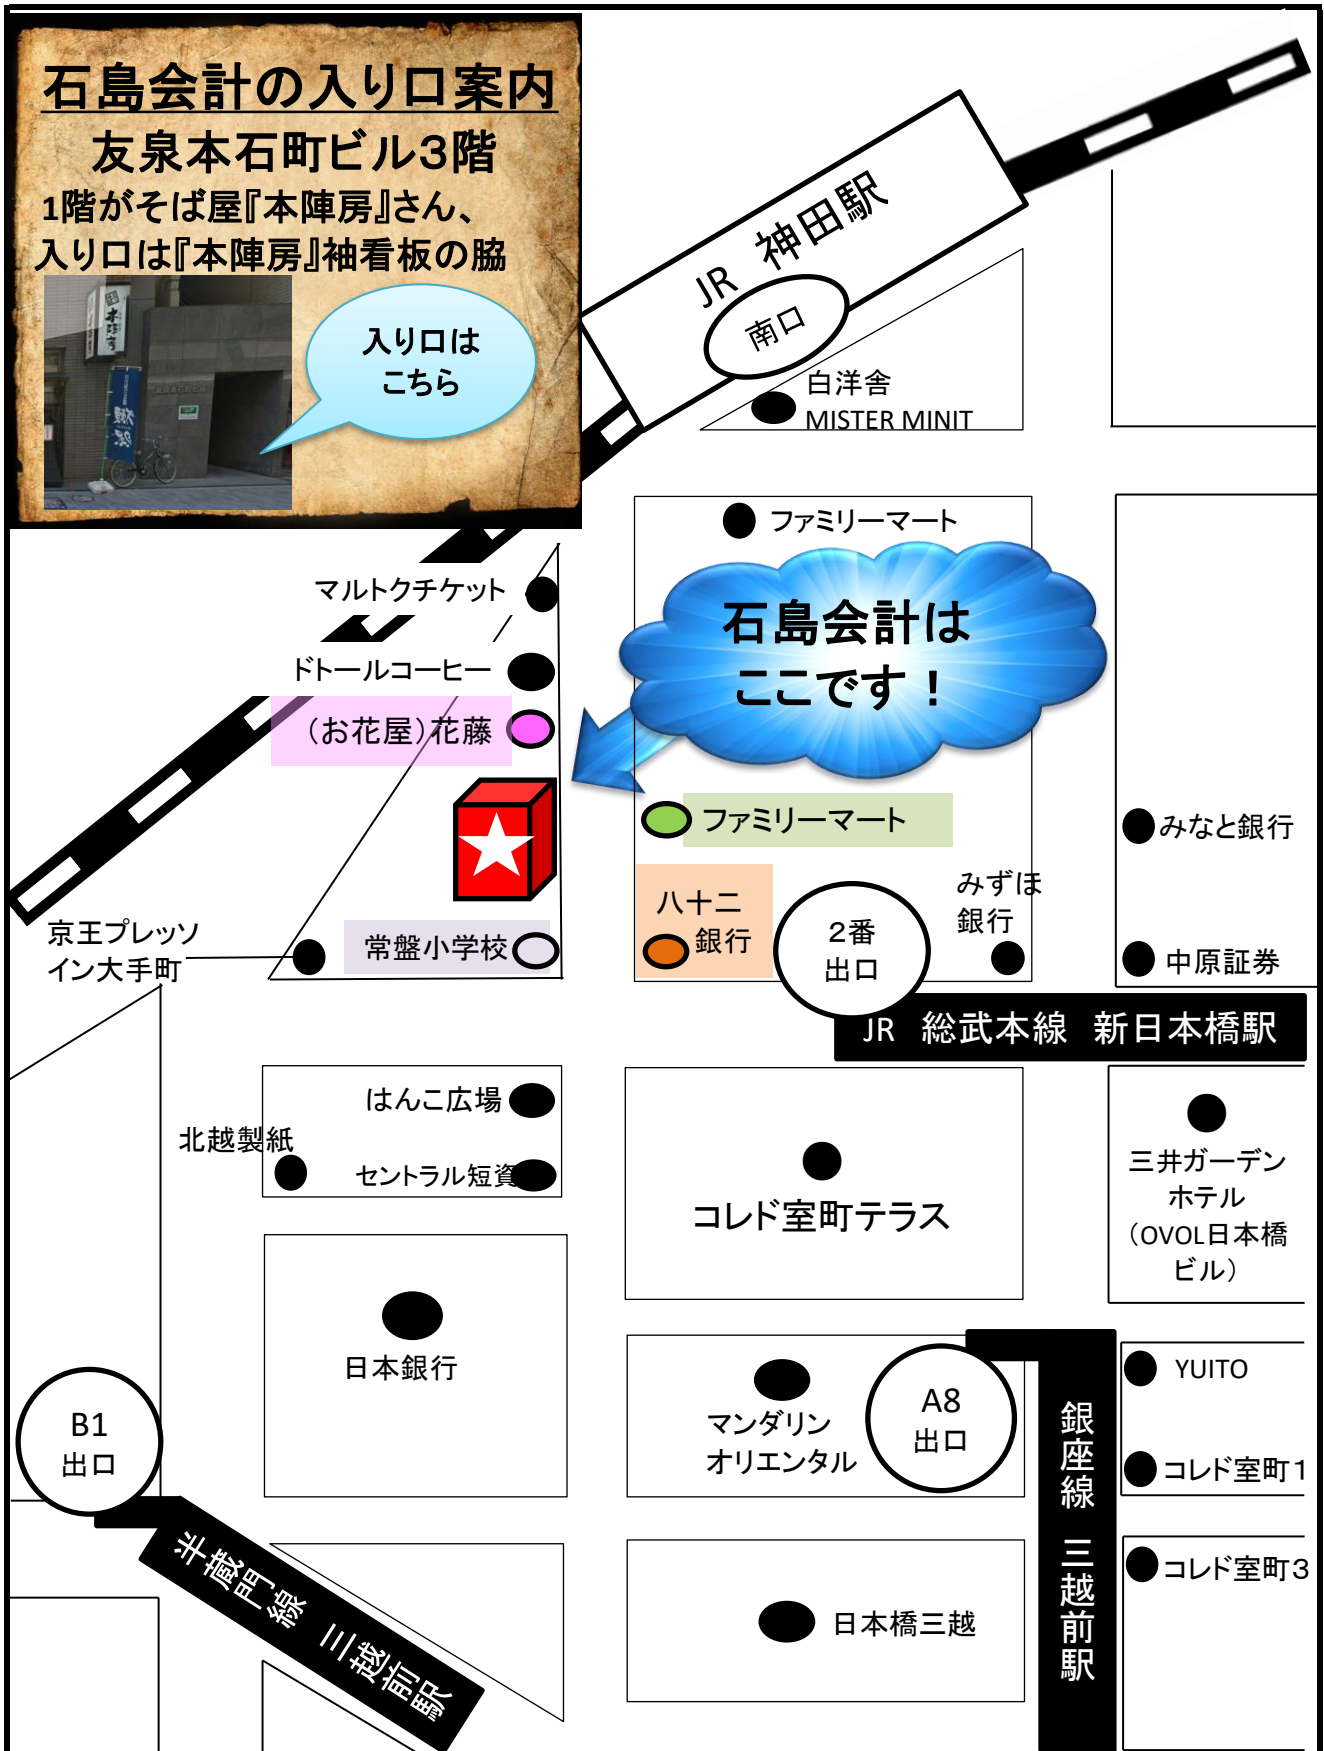 石島会計の入り口案内
友泉本石町ビル３階
1階がそば屋『本陣房』さん、
入り口は『本陣房』袖看板の脇
本陣房
入り口は
こちら
JR 神田駅
南口
白洋舎
MISTER MINIT
ファミリーマート
マルトクチケット
石島会計は
ここです！
ドトールコーヒー
（お花屋）花藤
ファミリーマート
みなと銀行
八十二
銀行
みずほ
銀行
2番
出口
京王プレッソ
イン大手町
常盤小学校
中原証券
JR 総武本線 新日本橋駅
はんこ広場
北越製紙
セントラル短資
コレド室町テラス
三井ガーデン
ホテル
（OVOL日本橋
ビル）
日本銀行
マンダリン
オリエンタル
A8
出口
YUITO
コレド室町１
B1
出口
銀座線 三越前駅
半蔵門線 三越前駅
コレド室町３
日本橋三越